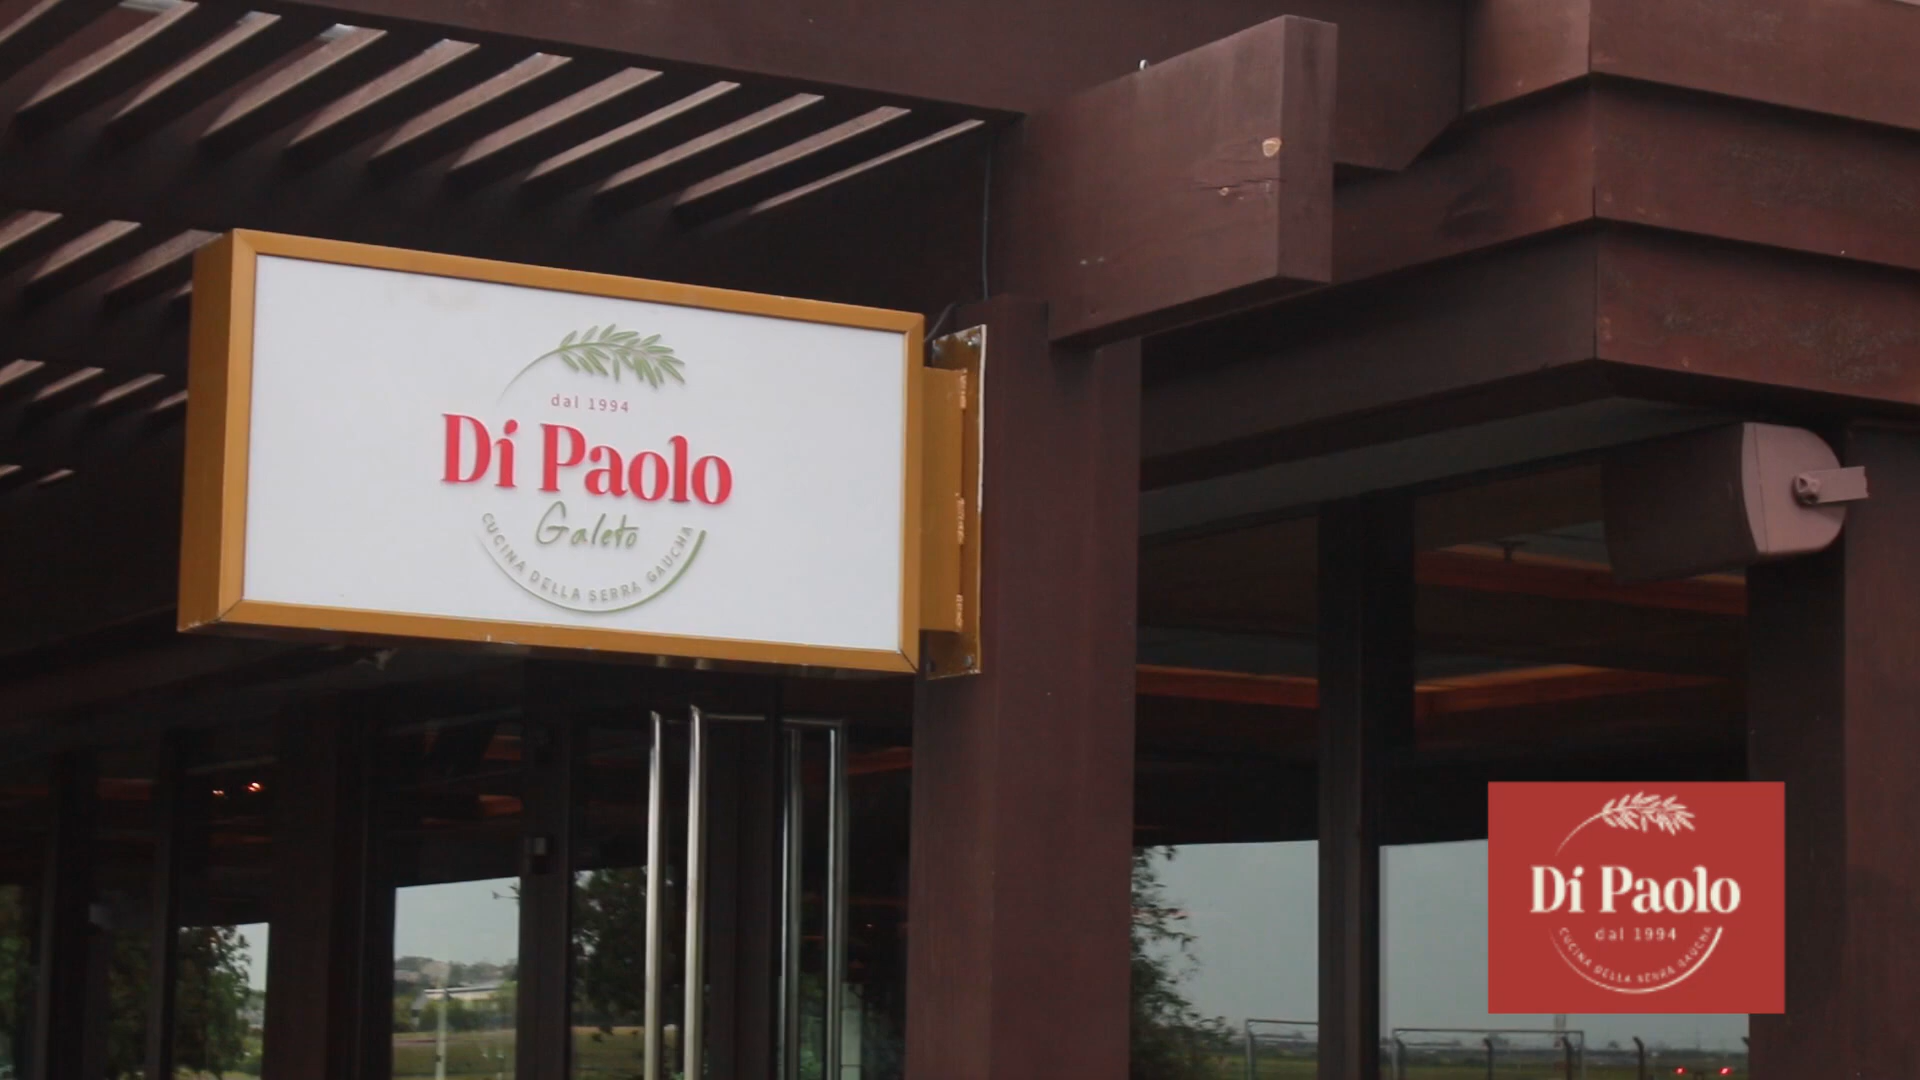 dal 1994
Di Paolo
Galeto
CUCINA DELLA SERRA GAUCHA
Di Paolo
dal 1994
CUCINA DELLA SERRA GAUCHA